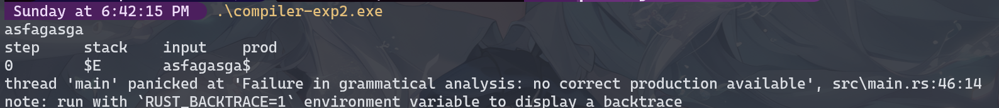 Sunday at 6:42:15 PM .\compiler-exp2.exe
asfagasga
step stack input prod
0 $E asfagasga$
thread 'main' panicked at 'Failure in grammatical analysis: no correct production available', src\main.rs:46:14
note: run with `RUST_BACKTRACE=1` environment variable to display a backtrace